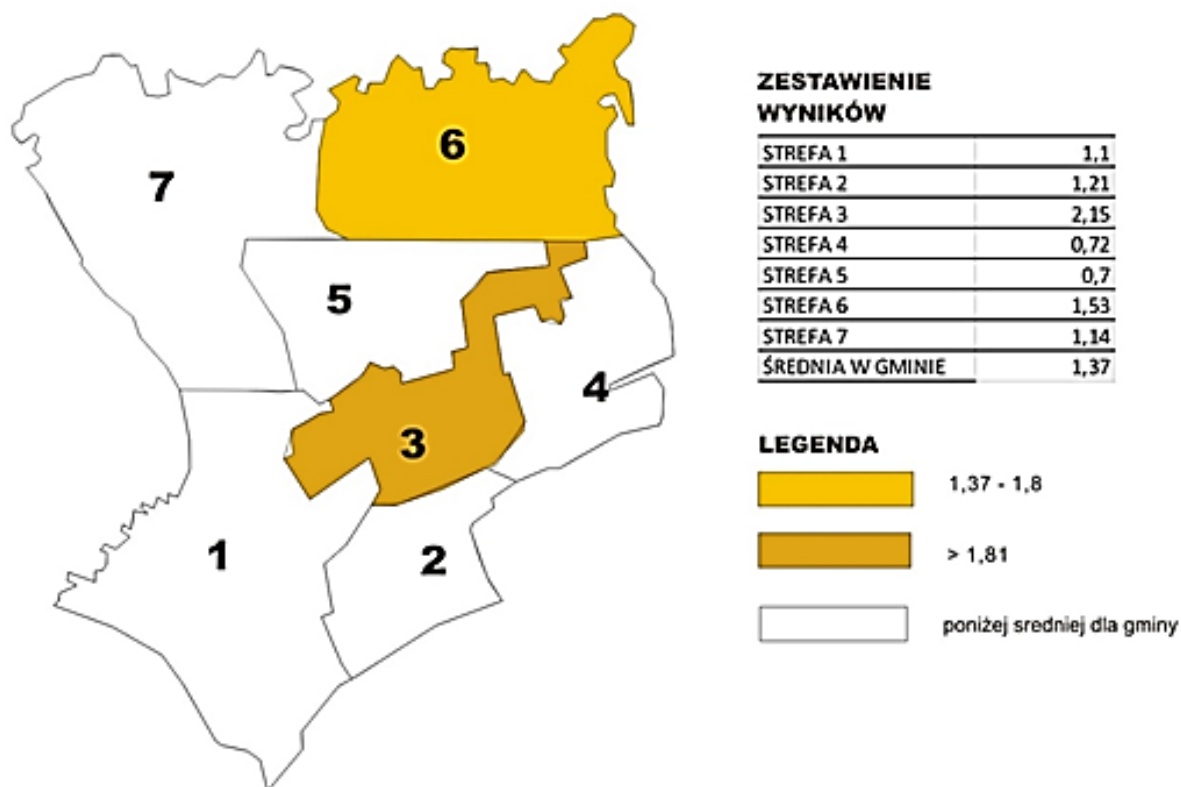 6
7
5
4
3
1
2
ZESTAWIENIE
WYNIKÓW
STREFA 1 1,1
STREFA 2 1,21
STREFA 3 2,15
STREFA 4 0,72
STREFA 5 0,7
STREFA 6 1,53
STREFA 7 1,14
ŚREDNIA W GMINIE 1,37
LEGENDA
1,37 - 1,8
> 1,81
poniżej sredniej dla gminy